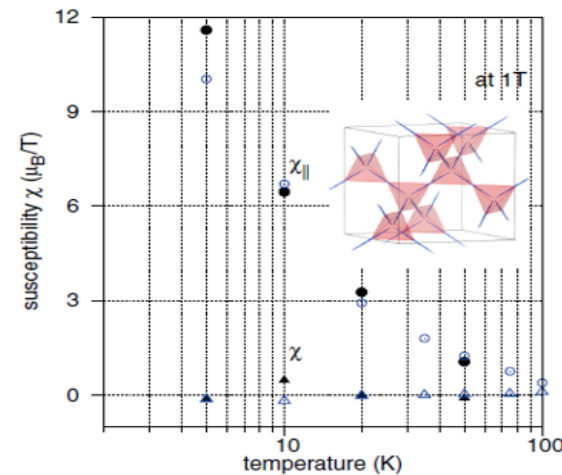 12
9
6
3
0
susceptibility χ (μB/T)
at 1T
χ||
χ
10
100
temperature (K)